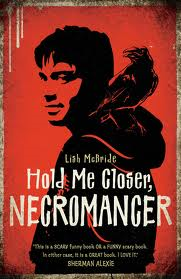 Lish McBride
Hold Me Closer,
NECROMANCER
"This is a SCARY funny book OR a FUNNY scary book.
In either case, it is a GREAT book. I LOVE IT."
SHERMAN ALEXIE